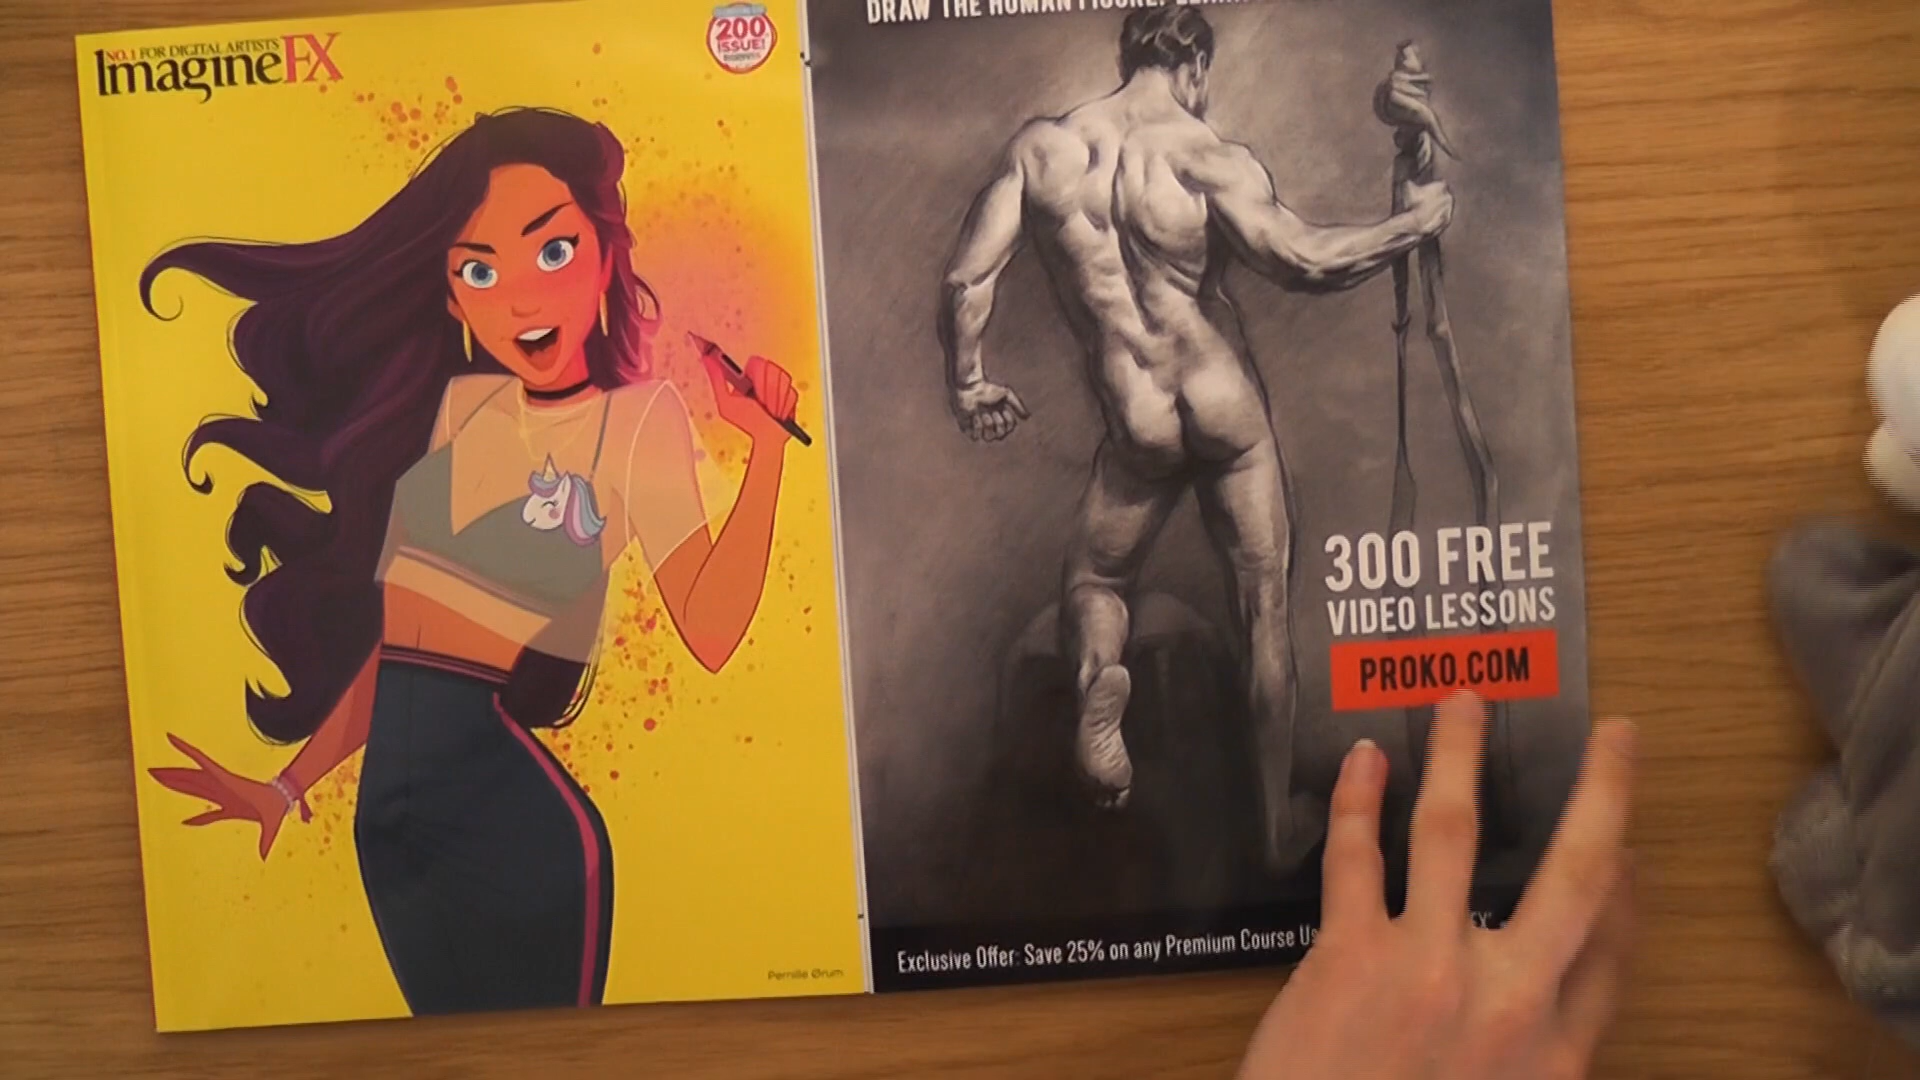 NO.1 FOR DIGITAL ARTISTS
ImagineFX
200
ISSUE!
Pernille Ørum
DRAW THE HUMAN FIGURE.
300 FREE
VIDEO LESSONS
PROKO.COM
Exclusive Offer: Save 25% on any Premium Course